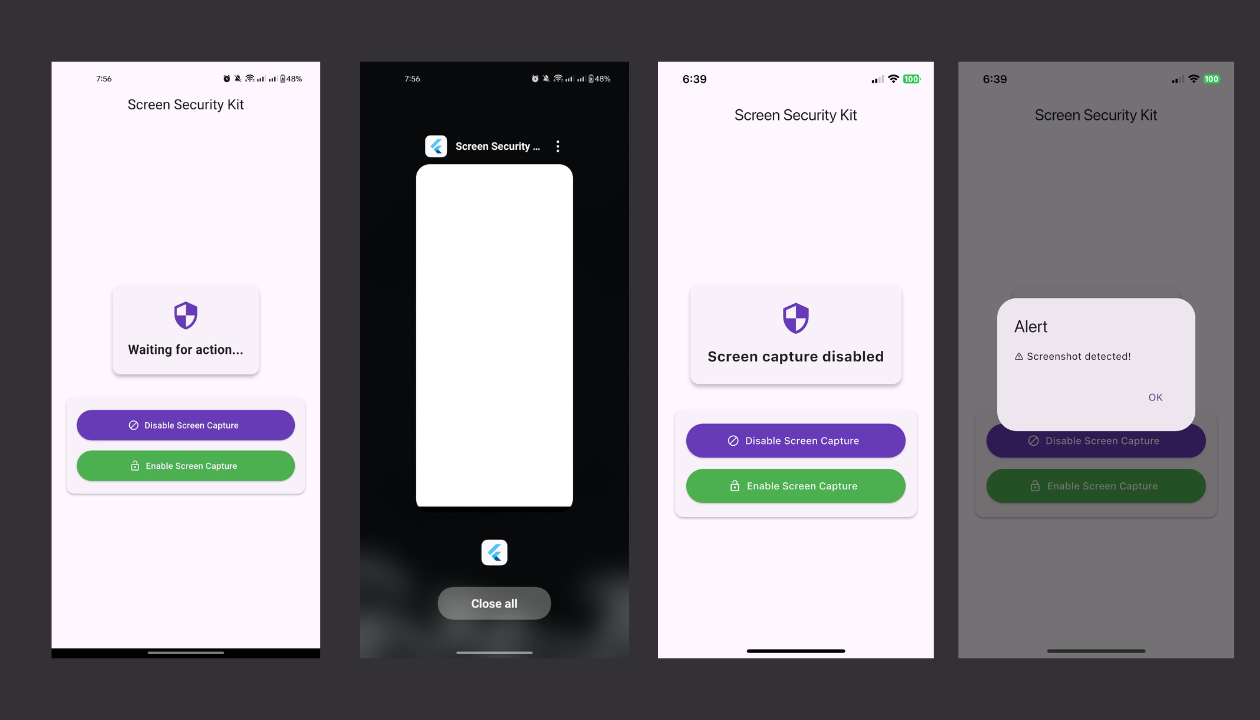 7:56
48%
Screen Security Kit
Waiting for action...
Disable Screen Capture
Enable Screen Capture
7:56
48%
Screen Security ...
Close all
6:39
100
Screen Security Kit
Screen capture disabled
Disable Screen Capture
Enable Screen Capture
6:39
100
Screen Security Kit
Alert
⚠ Screenshot detected!
OK
Disable Screen Capture
Enable Screen Capture